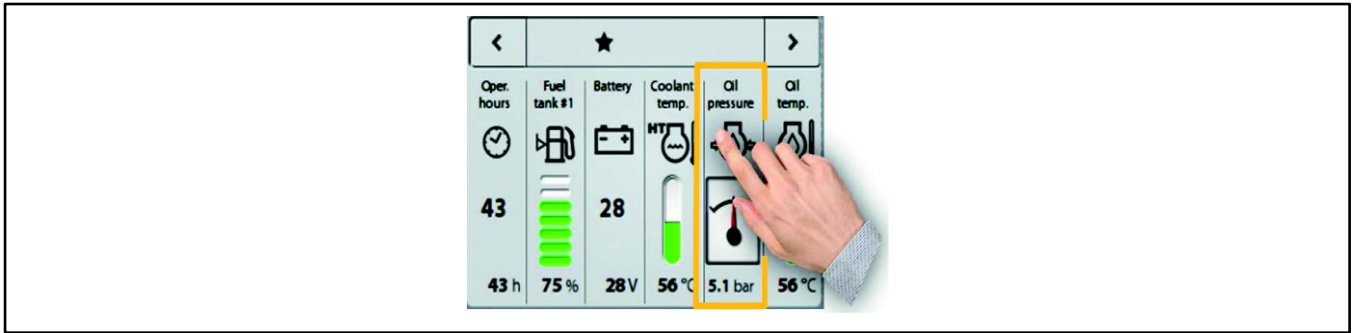 Oper. Fuel Battery Coolant Oil Oil
hours tank #1 temp. pressure temp.
HT
- +
43 28
43 h 75 % 28 V 56 °C 5.1 bar 56 °C